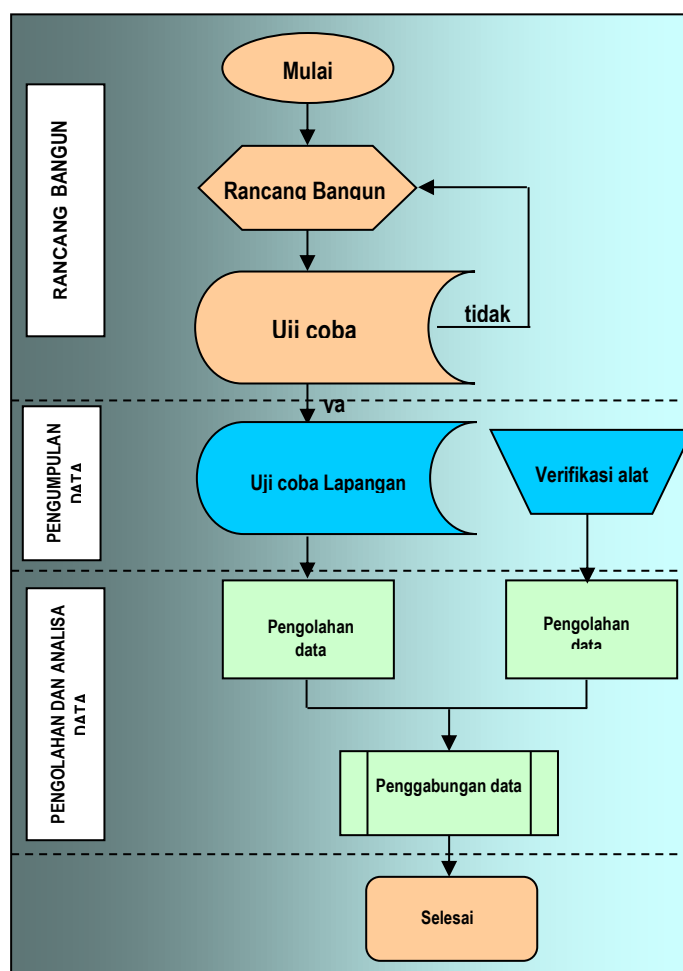 Mulai
RANCANG BANGUN
Rancang Bangun
tidak
Uji coba
ya
PENGUMPULAN
DATA
Uji coba Lapangan
Verifikasi alat
PENGOLAHAN DAN ANALISA
DATA
Pengolahan
data
Pengolahan
data
Penggabungan data
Selesai